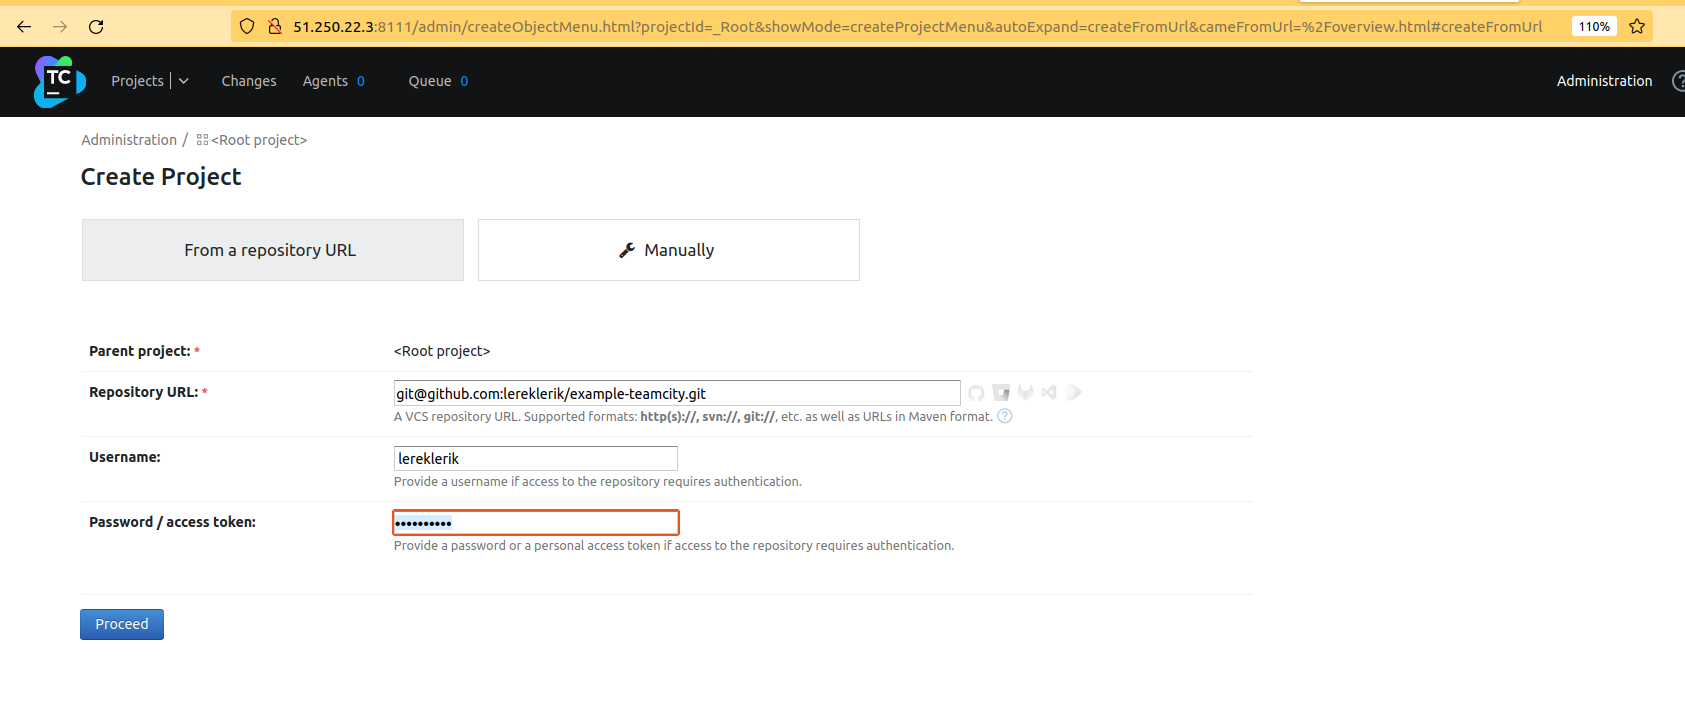 51.250.22.3:8111/admin/createObjectMenu.html?projectId=_Root&showMode=createProjectMenu&autoExpand=createFromUrl&cameFromUrl=%2Foverview.html#createFromUrl 110%
TC Projects Changes Agents 0 Queue 0 Administration ?
Administration / <Root project>
Create Project
From a repository URL Manually
Parent project: * <Root project>
Repository URL: * git@github.com:lereklerik/example-teamcity.git
A VCS repository URL. Supported formats: http(s)://, svn://, git://, etc. as well as URLs in Maven format. ?
Username: lereklerik
Provide a username if access to the repository requires authentication.
Password / access token: ••••••••••
Provide a password or a personal access token if access to the repository requires authentication.
Proceed